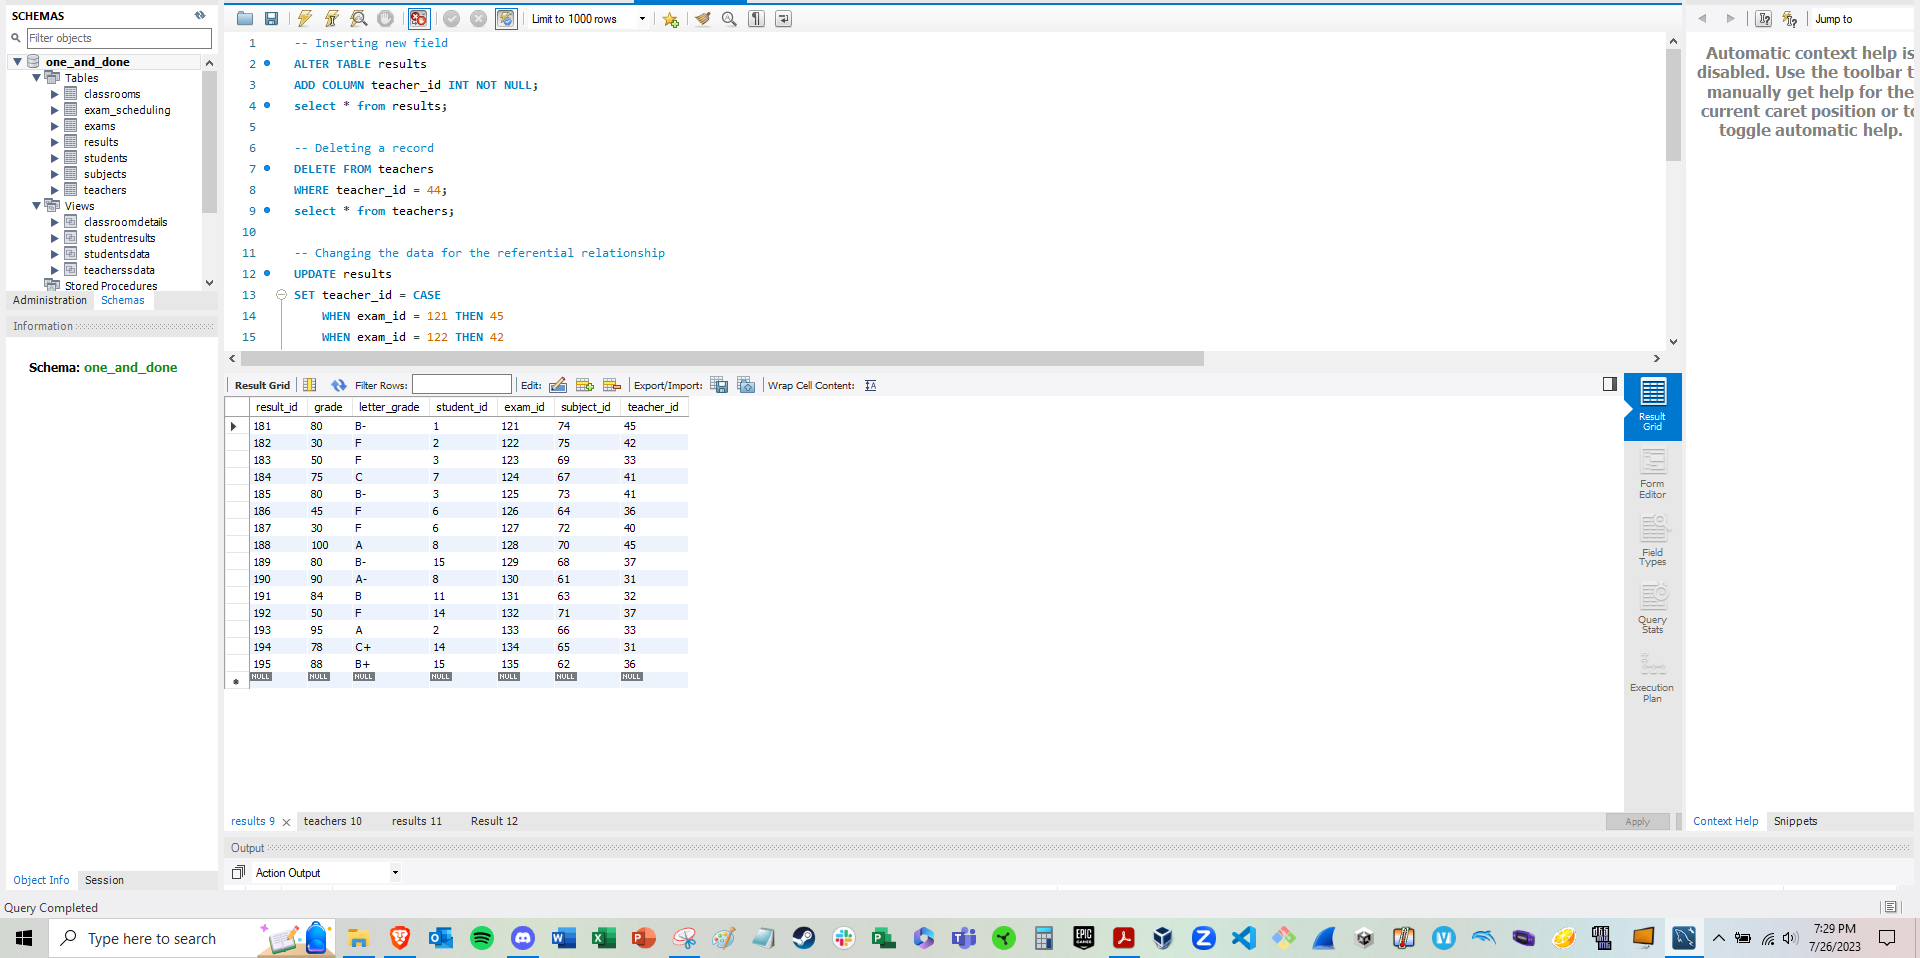 SCHEMAS
Filter objects
one_and_done
Tables
classrooms
exam_scheduling
exams
results
students
subjects
teachers
Views
classroomdetails
studentresults
studentsdata
teacherssdata
Stored Procedures
Administration Schemas
Information
Schema: one_and_done
Object Info Session
Query Completed
Limit to 1000 rows
1 -- Inserting new field
2 ALTER TABLE results
3 ADD COLUMN teacher_id INT NOT NULL;
4 select * from results;
5
6 -- Deleting a record
7 DELETE FROM teachers
8 WHERE teacher_id = 44;
9 select * from teachers;
10
11 -- Changing the data for the referential relationship
12 UPDATE results
13 SET teacher_id = CASE
14 WHEN exam_id = 121 THEN 45
15 WHEN exam_id = 122 THEN 42
Result Grid Filter Rows: Edit: Export/Import: Wrap Cell Content:
result_id grade letter_grade student_id exam_id subject_id teacher_id
181 80 B- 1 121 74 45
182 30 F 2 122 75 42
183 50 F 3 123 69 33
184 75 C 7 124 67 41
185 80 B- 3 125 73 41
186 45 F 6 126 64 36
187 30 F 6 127 72 40
188 100 A 8 128 70 45
189 80 B- 15 129 68 37
190 90 A- 8 130 61 31
191 84 B 11 131 63 32
192 50 F 14 132 71 37
193 95 A 2 133 66 33
194 78 C+ 14 134 65 31
195 88 B+ 15 135 62 36
NULL NULL NULL NULL NULL NULL NULL
Result
Grid
Form
Editor
Field
Types
Query
Stats
Execution
Plan
results 9 teachers 10 results 11 Result 12
Apply
Output
Action Output
Jump to
Automatic context help is
disabled. Use the toolbar t
manually get help for the
current caret position or to
toggle automatic help.
Context Help Snippets
Type here to search
7:29 PM
7/26/2023